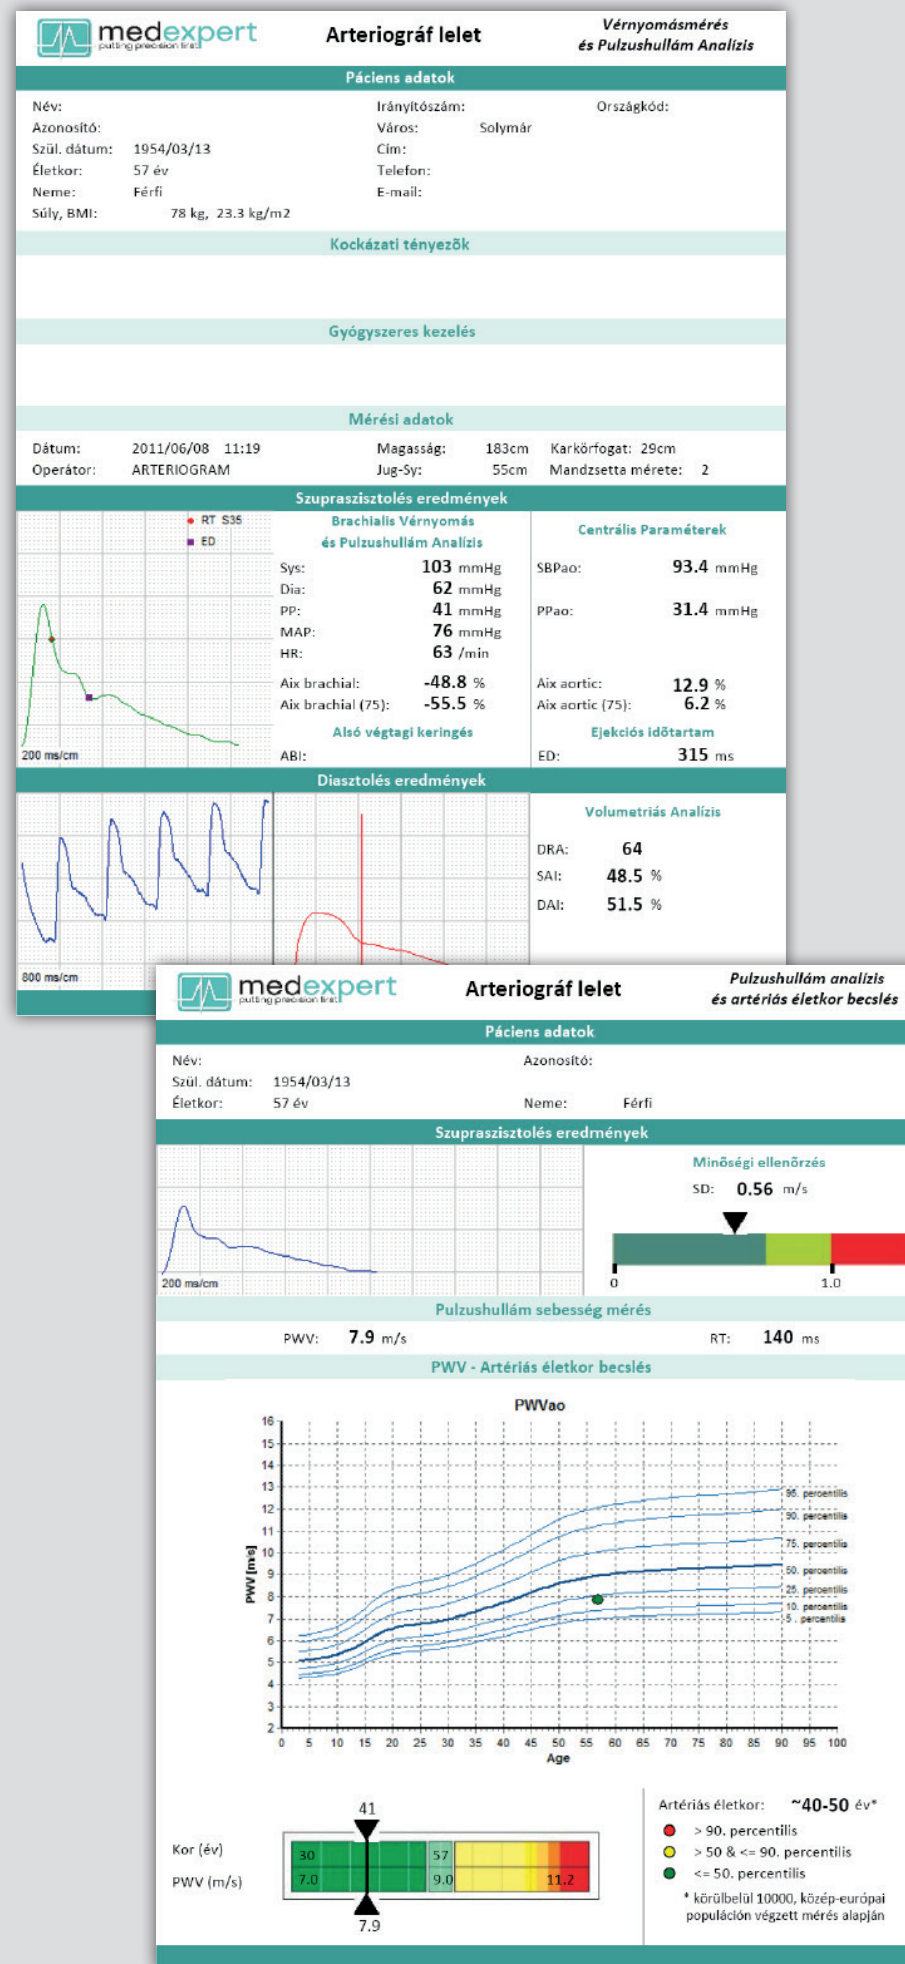 medexpert
putting precision first
Arteriográf lelet
Vérnyomásmérés
és Pulzushullám Analízis
Páciens adatok
Név:
Irányítószám:
Országkód:
Azonosító:
Város: Solymár
Szül. dátum: 1954/03/13
Cím:
Életkor: 57 év
Telefon:
Neme: Férfi
E-mail:
Súly, BMI: 78 kg, 23.3 kg/m2
Kockázati tényezõk
Gyógyszeres kezelés
Mérési adatok
Dátum: 2011/06/08 11:19
Magasság: 183cm
Karkörfogat: 29cm
Operátor: ARTERIOGRAM
Jug-Sy: 55cm
Mandzsetta mérete: 2
Szupraszisztolés eredmények
RT S35
ED
200 ms/cm
Brachialis Vérnyomás
és Pulzushullám Analízis
Sys: 103 mmHg
Dia: 62 mmHg
PP: 41 mmHg
MAP: 76 mmHg
HR: 63 /min
Aix brachial: -48.8 %
Aix brachial (75): -55.5 %
Alsó végtagi keringés
ABI:
Centrális Paraméterek
SBPao: 93.4 mmHg
PPao: 31.4 mmHg
Aix aortic: 12.9 %
Aix aortic (75): 6.2 %
Ejekciós idõtartam
ED: 315 ms
Diasztolés eredmények
800 ms/cm
Volumetriás Analízis
DRA: 64
SAI: 48.5 %
DAI: 51.5 %
medexpert
putting precision first
Arteriográf lelet
Pulzushullám analízis
és artériás életkor becslés
Páciens adatok
Név:
Azonosító:
Szül. dátum: 1954/03/13
Életkor: 57 év
Neme: Férfi
Szupraszisztolés eredmények
200 ms/cm
Minõségi ellenõrzés
SD: 0.56 m/s
0 1.0
Pulzushullám sebesség mérés
PWV: 7.9 m/s
RT: 140 ms
PWV - Artériás életkor becslés
PWVao
PWV [m/s]
16
15
14
13
12
11
10
9
8
7
6
5
4
3
2
95. percentilis
90. percentilis
75. percentilis
50. percentilis
25. percentilis
10. percentilis
5 . percentilis
0 5 10 15 20 25 30 35 40 45 50 55 60 65 70 75 80 85 90 95 100
Age
41
Kor (év) 30 57
PWV (m/s) 7.0 9.0 11.2
7.9
Artériás életkor: ~40-50 év*
> 90. percentilis
> 50 & <= 90. percentilis
<= 50. percentilis
* körülbelül 10000, közép-európai
populáción végzett mérés alapján